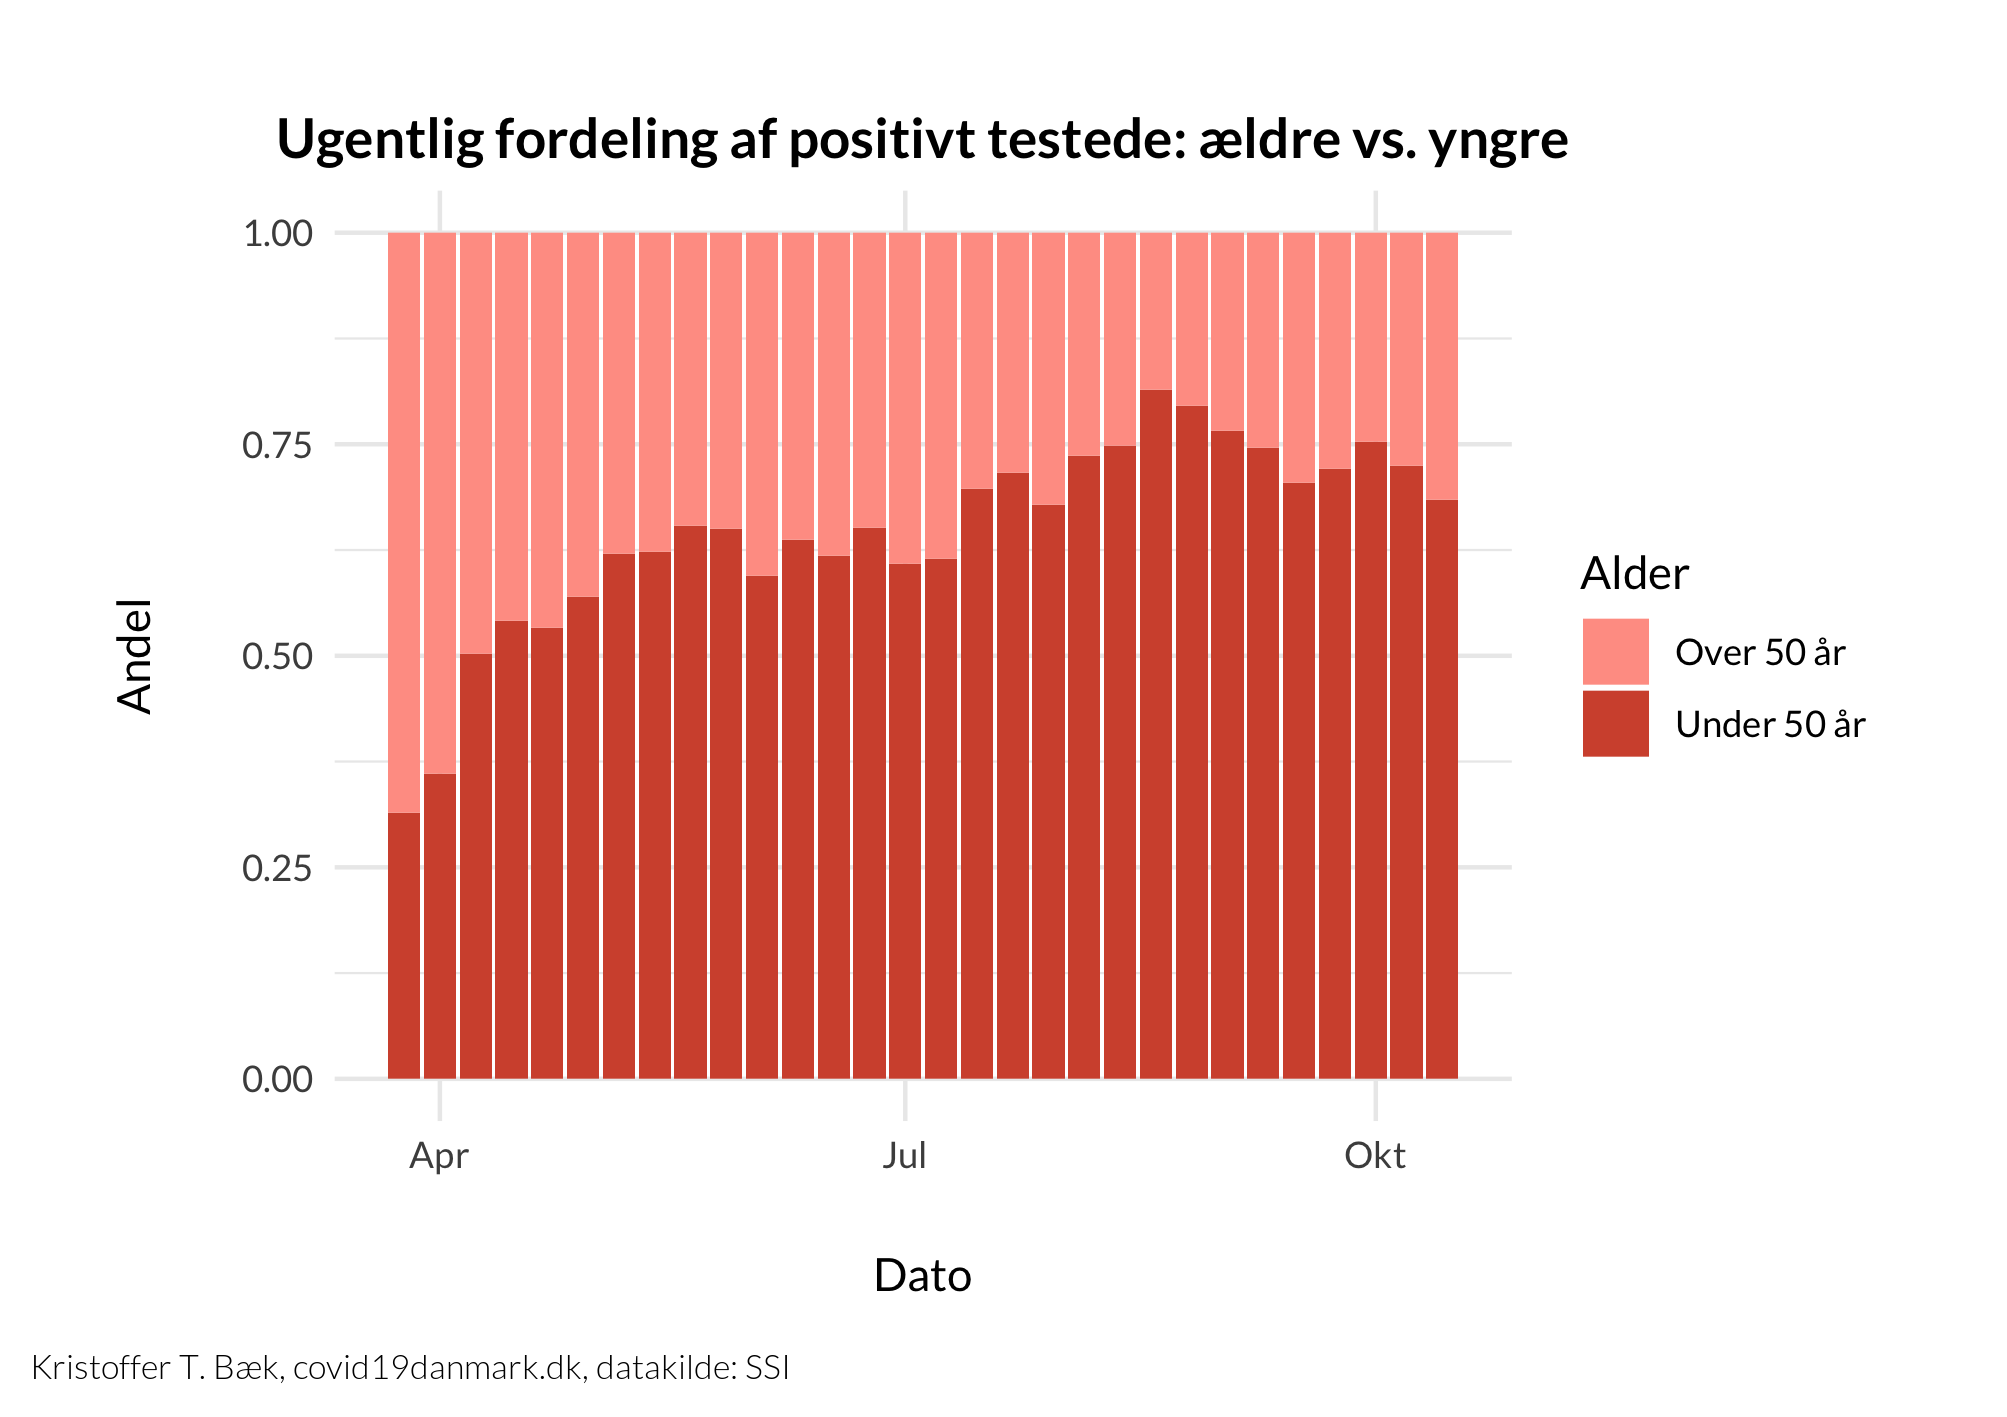 Ugentlig fordeling af positivt testede: ældre vs. yngre
1.00
0.75
0.50
0.25
0.00
Andel
Apr
Jul
Okt
Dato
Alder
Over 50 år
Under 50 år
Kristoffer T. Bæk, covid19danmark.dk, datakilde: SSI